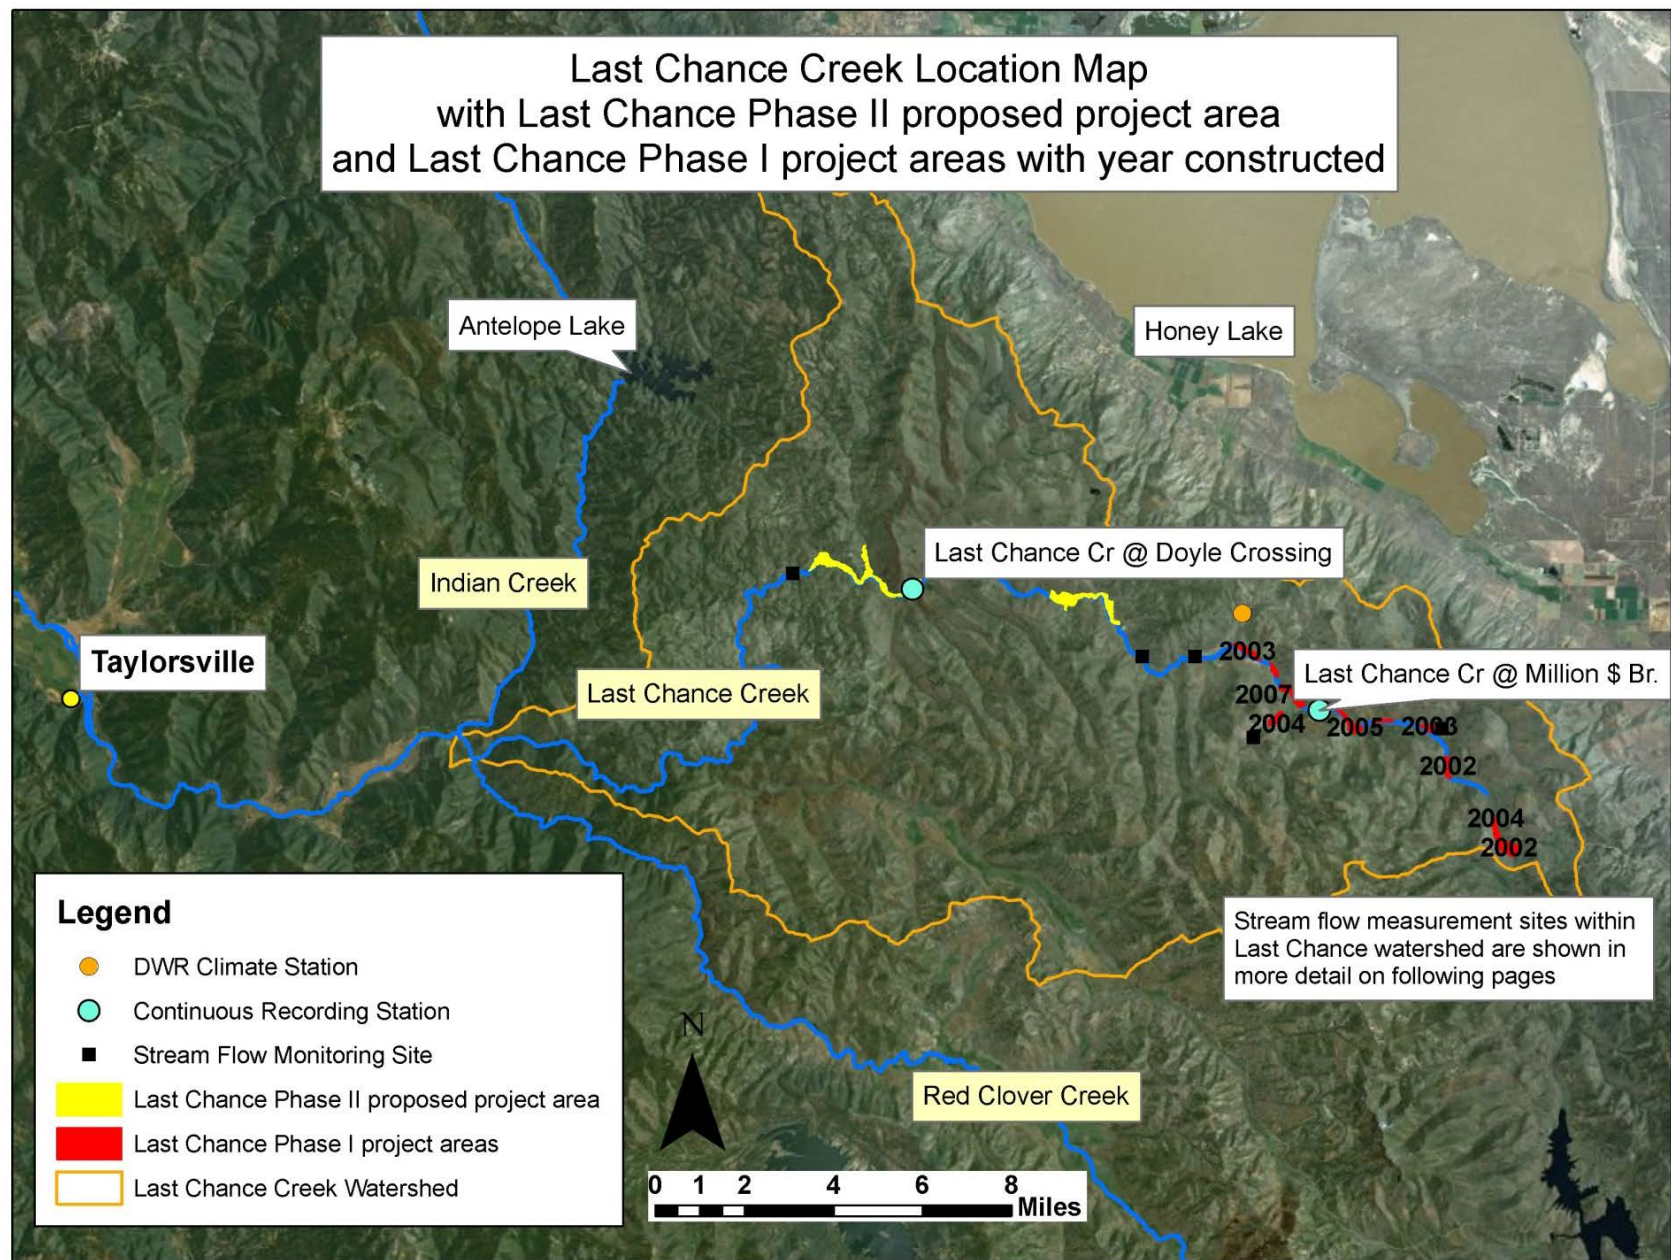 Last Chance Creek Location Map
with Last Chance Phase II proposed project area
and Last Chance Phase I project areas with year constructed
Antelope Lake
Honey Lake
Last Chance Cr @ Doyle Crossing
Indian Creek
Taylorsville
2003
Last Chance Cr @ Million $ Br.
Last Chance Creek
2007
2004
2005
2003
2002
2004
2002
Stream flow measurement sites within
Last Chance watershed are shown in
more detail on following pages
Legend
DWR Climate Station
Continuous Recording Station
Stream Flow Monitoring Site
Last Chance Phase II proposed project area
Last Chance Phase I project areas
Last Chance Creek Watershed
N
Red Clover Creek
0 1 2 4 6 8
Miles